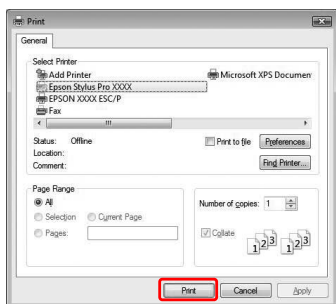 Print
General
Select Printer
Add Printer
Microsoft XPS Documen
Epson Stylus Pro XXXX
EPSON XXXX ESC/P
Fax
Status: Offline
Print to file
Preferences
Location:
Comment:
Find Printer...
Page Range
All
Selection
Current Page
Pages:
Number of copies: 1
Collate
1 2 3 1 2 3
Print
Cancel
Apply